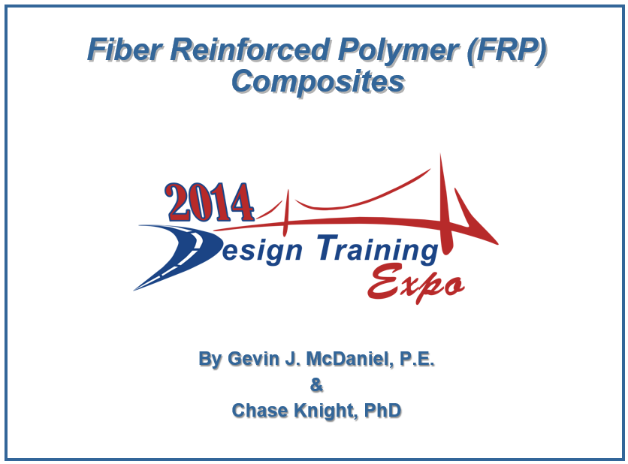 Fiber Reinforced Polymer (FRP)
Composites
2014
Design Training
Expo
By Gevin J. McDaniel, P.E.
&
Chase Knight, PhD